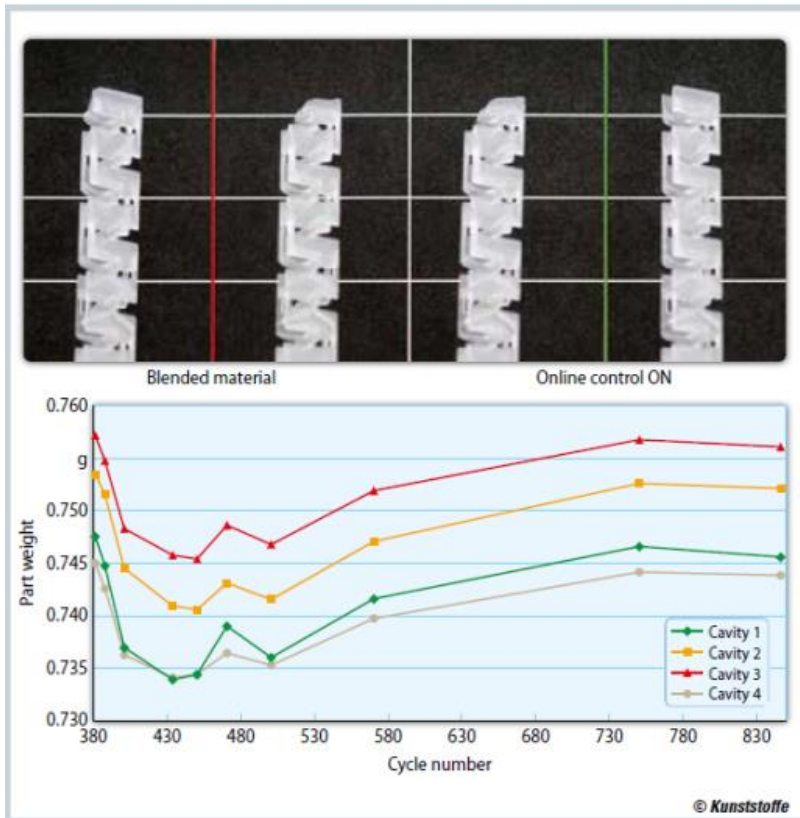 Blended material
Online control ON
0.760
g
0.750
0.745
0.740
0.735
0.730
Part weight
380 430 480 530 580 630 680 730 780 830
Cycle number
Cavity 1
Cavity 2
Cavity 3
Cavity 4
© Kunststoffe